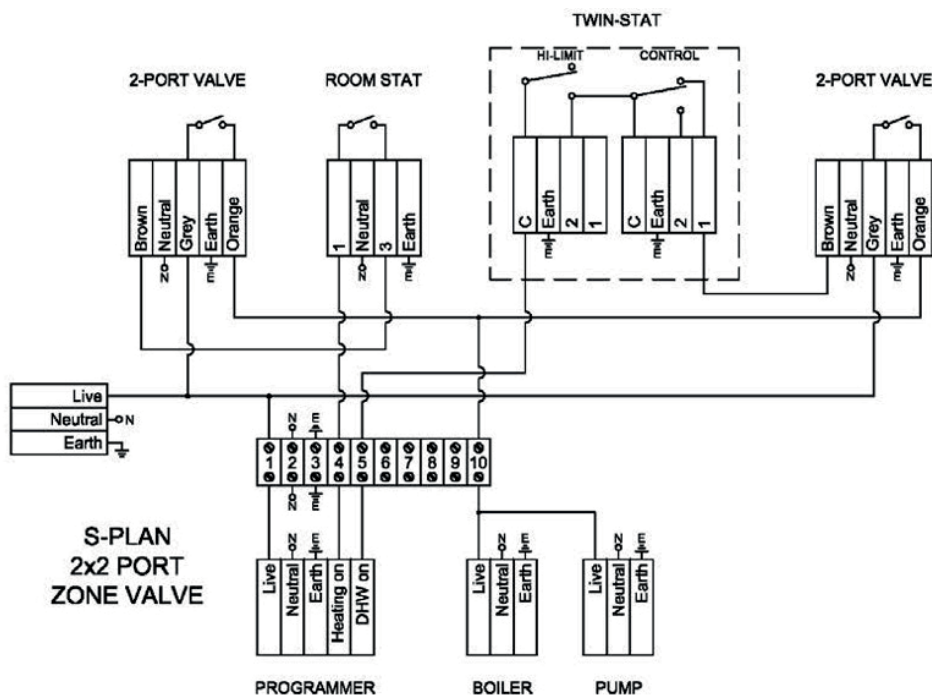 TWIN-STAT
HI-LIMIT CONTROL
2-PORT VALVE ROOM STAT 2-PORT VALVE
Brown Neutral Grey Earth Orange
1 Neutral 3 Earth
C Earth 2 1
C Earth 2 1
Brown Neutral Grey Earth Orange
N E N E E E N E
Live
Neutral N
Earth
N E
1 2 3 4 5 6 7 8 9 10
N E
S-PLAN
2x2 PORT
ZONE VALVE
N E N E N E
Live Neutral Earth Heating on DHW on
Live Neutral Earth
Live Neutral Earth
PROGRAMMER BOILER PUMP